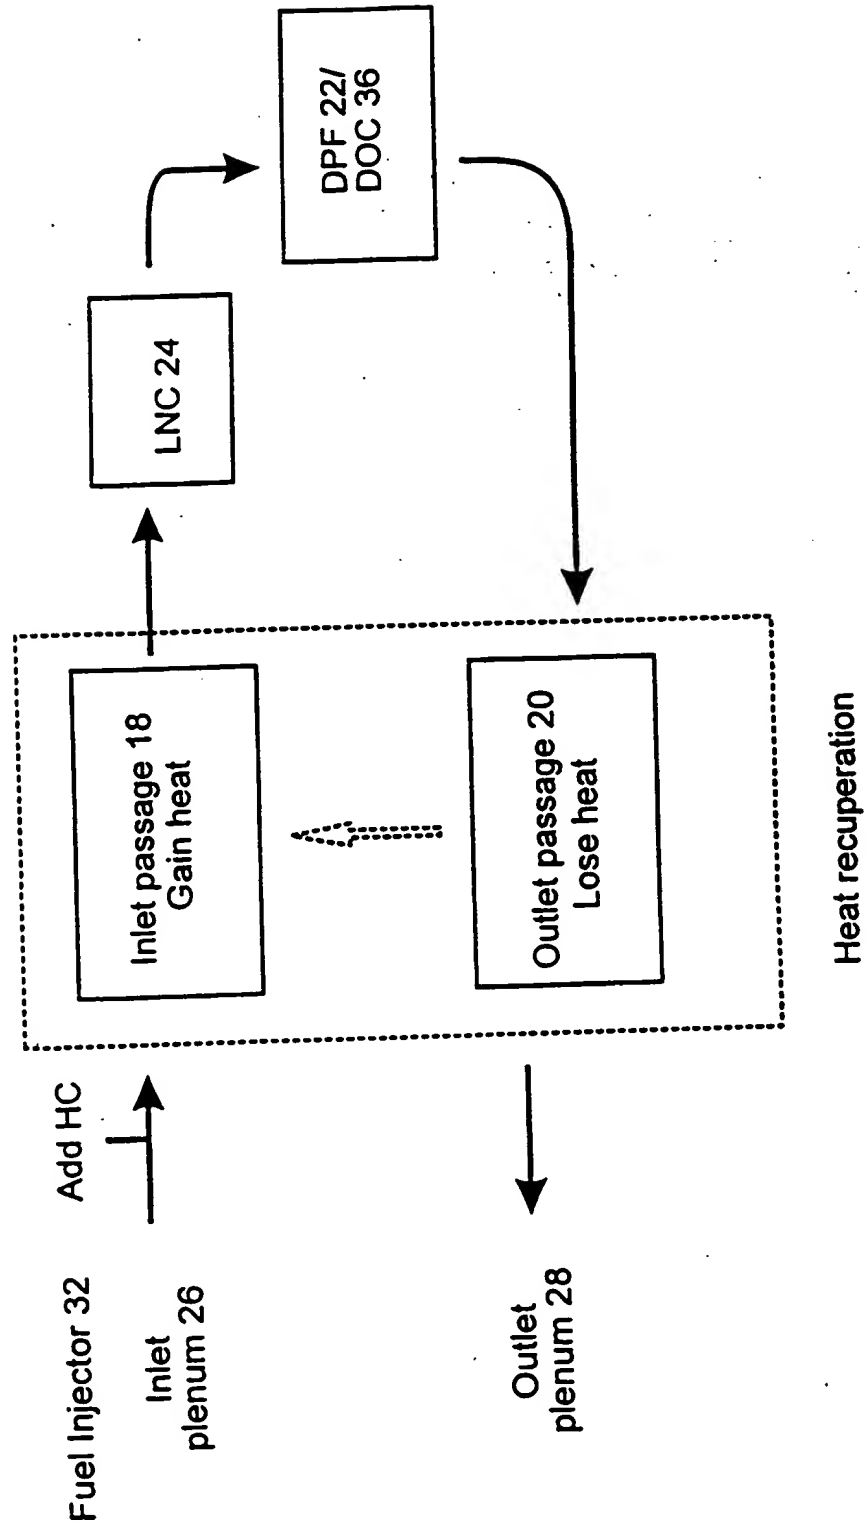 Fuel Injector 32
Add HC
Inlet
plenum 26
Inlet passage 18
Gain heat
LNC 24
DPF 22/
DOC 36
Outlet
plenum 28
Outlet passage 20
Lose heat
Heat recuperation